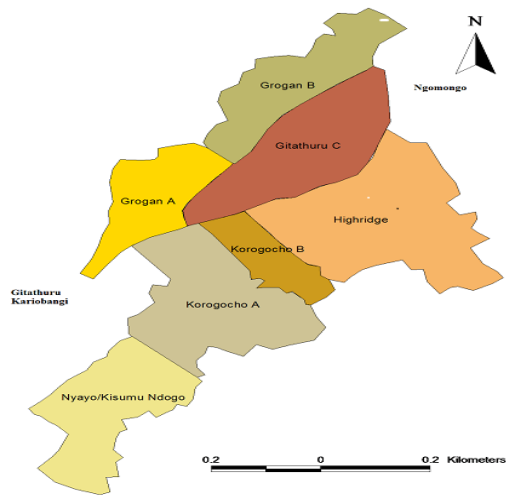 N
Grogan B
Ngomongo
Gitathuru C
Grogan A
Highridge
Korogocho B
Gitathuru
Kariobangi
Korogocho A
Nyayo/Kisumu Ndogo
0.2 0 0.2 Kilometers